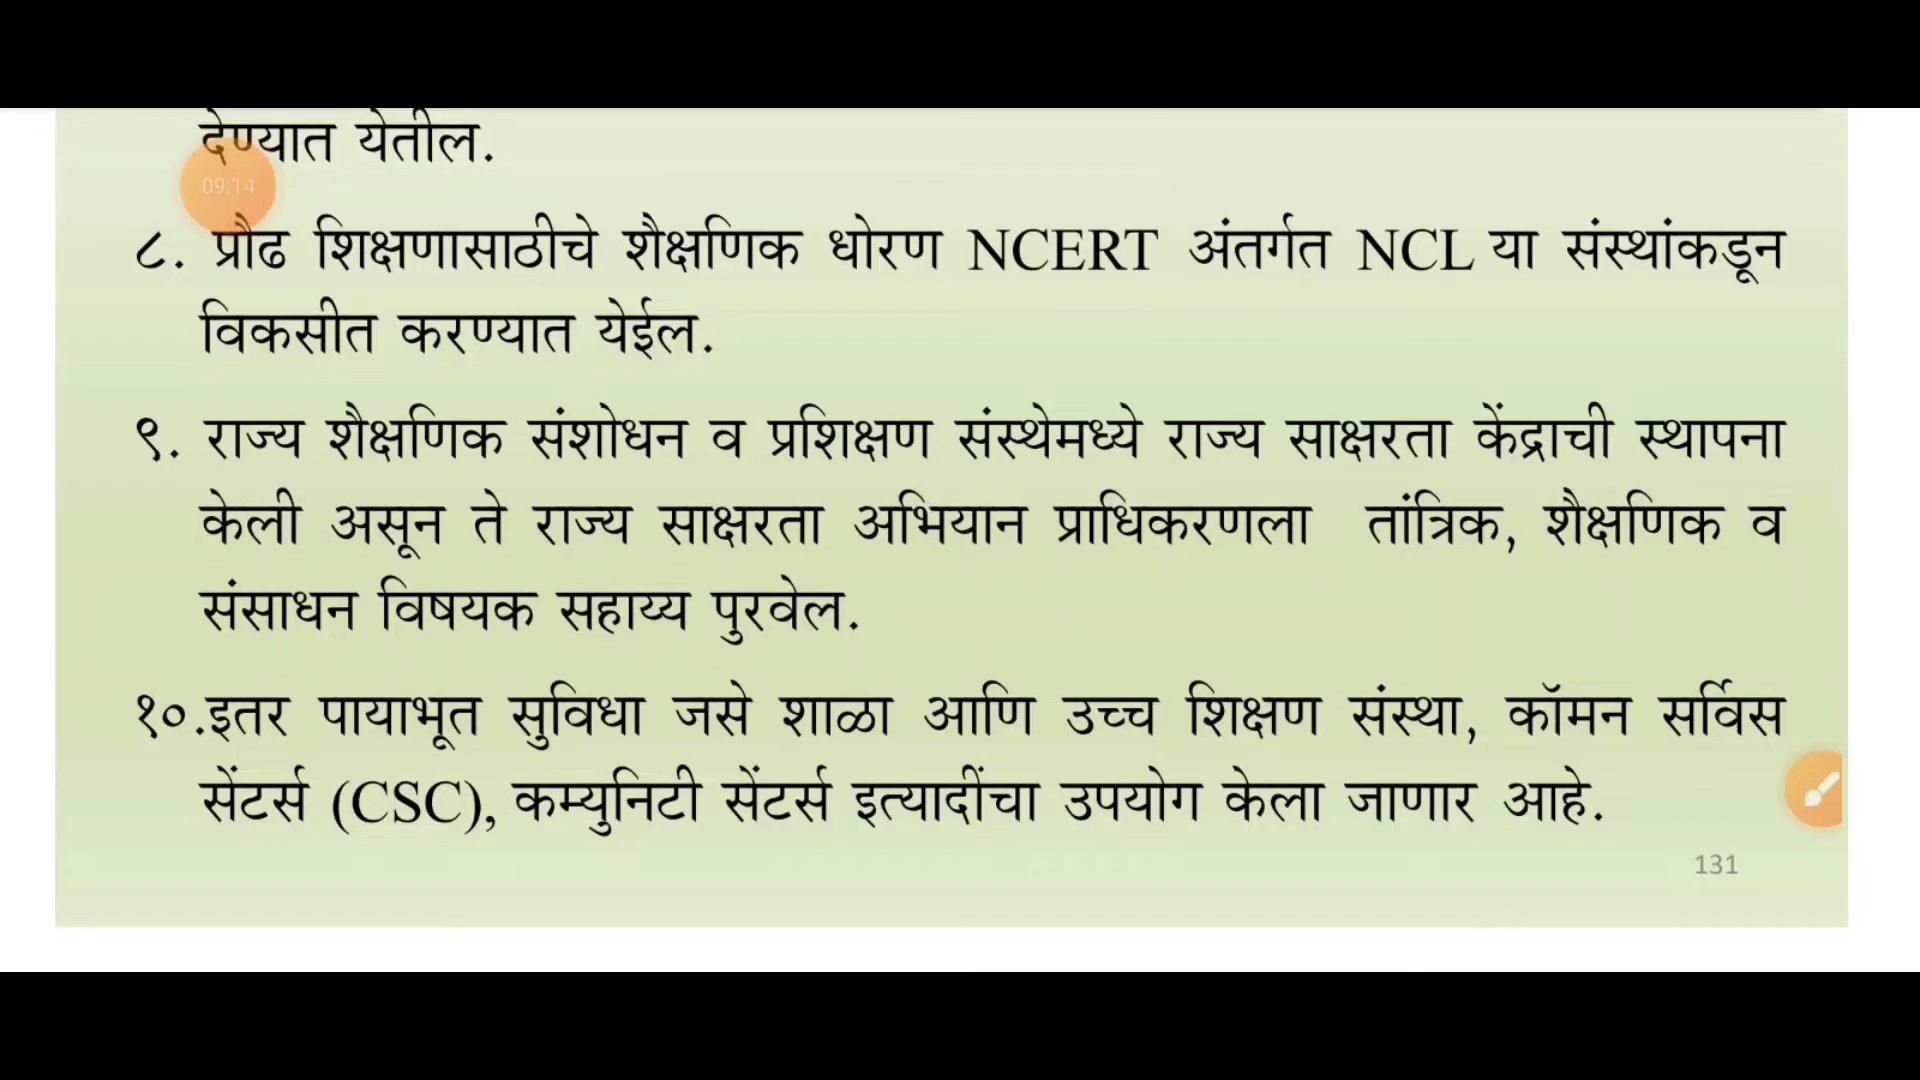 देण्यात येतील.
09:14
८. प्रौढ शिक्षणासाठीचे शैक्षणिक धोरण NCERT अंतर्गत NCL या संस्थांकडून
विकसीत करण्यात येईल.
९. राज्य शैक्षणिक संशोधन व प्रशिक्षण संस्थेमध्ये राज्य साक्षरता केंद्राची स्थापना
केली असून ते राज्य साक्षरता अभियान प्राधिकरणला तांत्रिक, शैक्षणिक व
संसाधन विषयक सहाय्य पुरवेल.
१०.इतर पायाभूत सुविधा जसे शाळा आणि उच्च शिक्षण संस्था, कॉमन सर्विस
सेंटर्स (CSC), कम्युनिटी सेंटर्स इत्यादींचा उपयोग केला जाणार आहे.
131